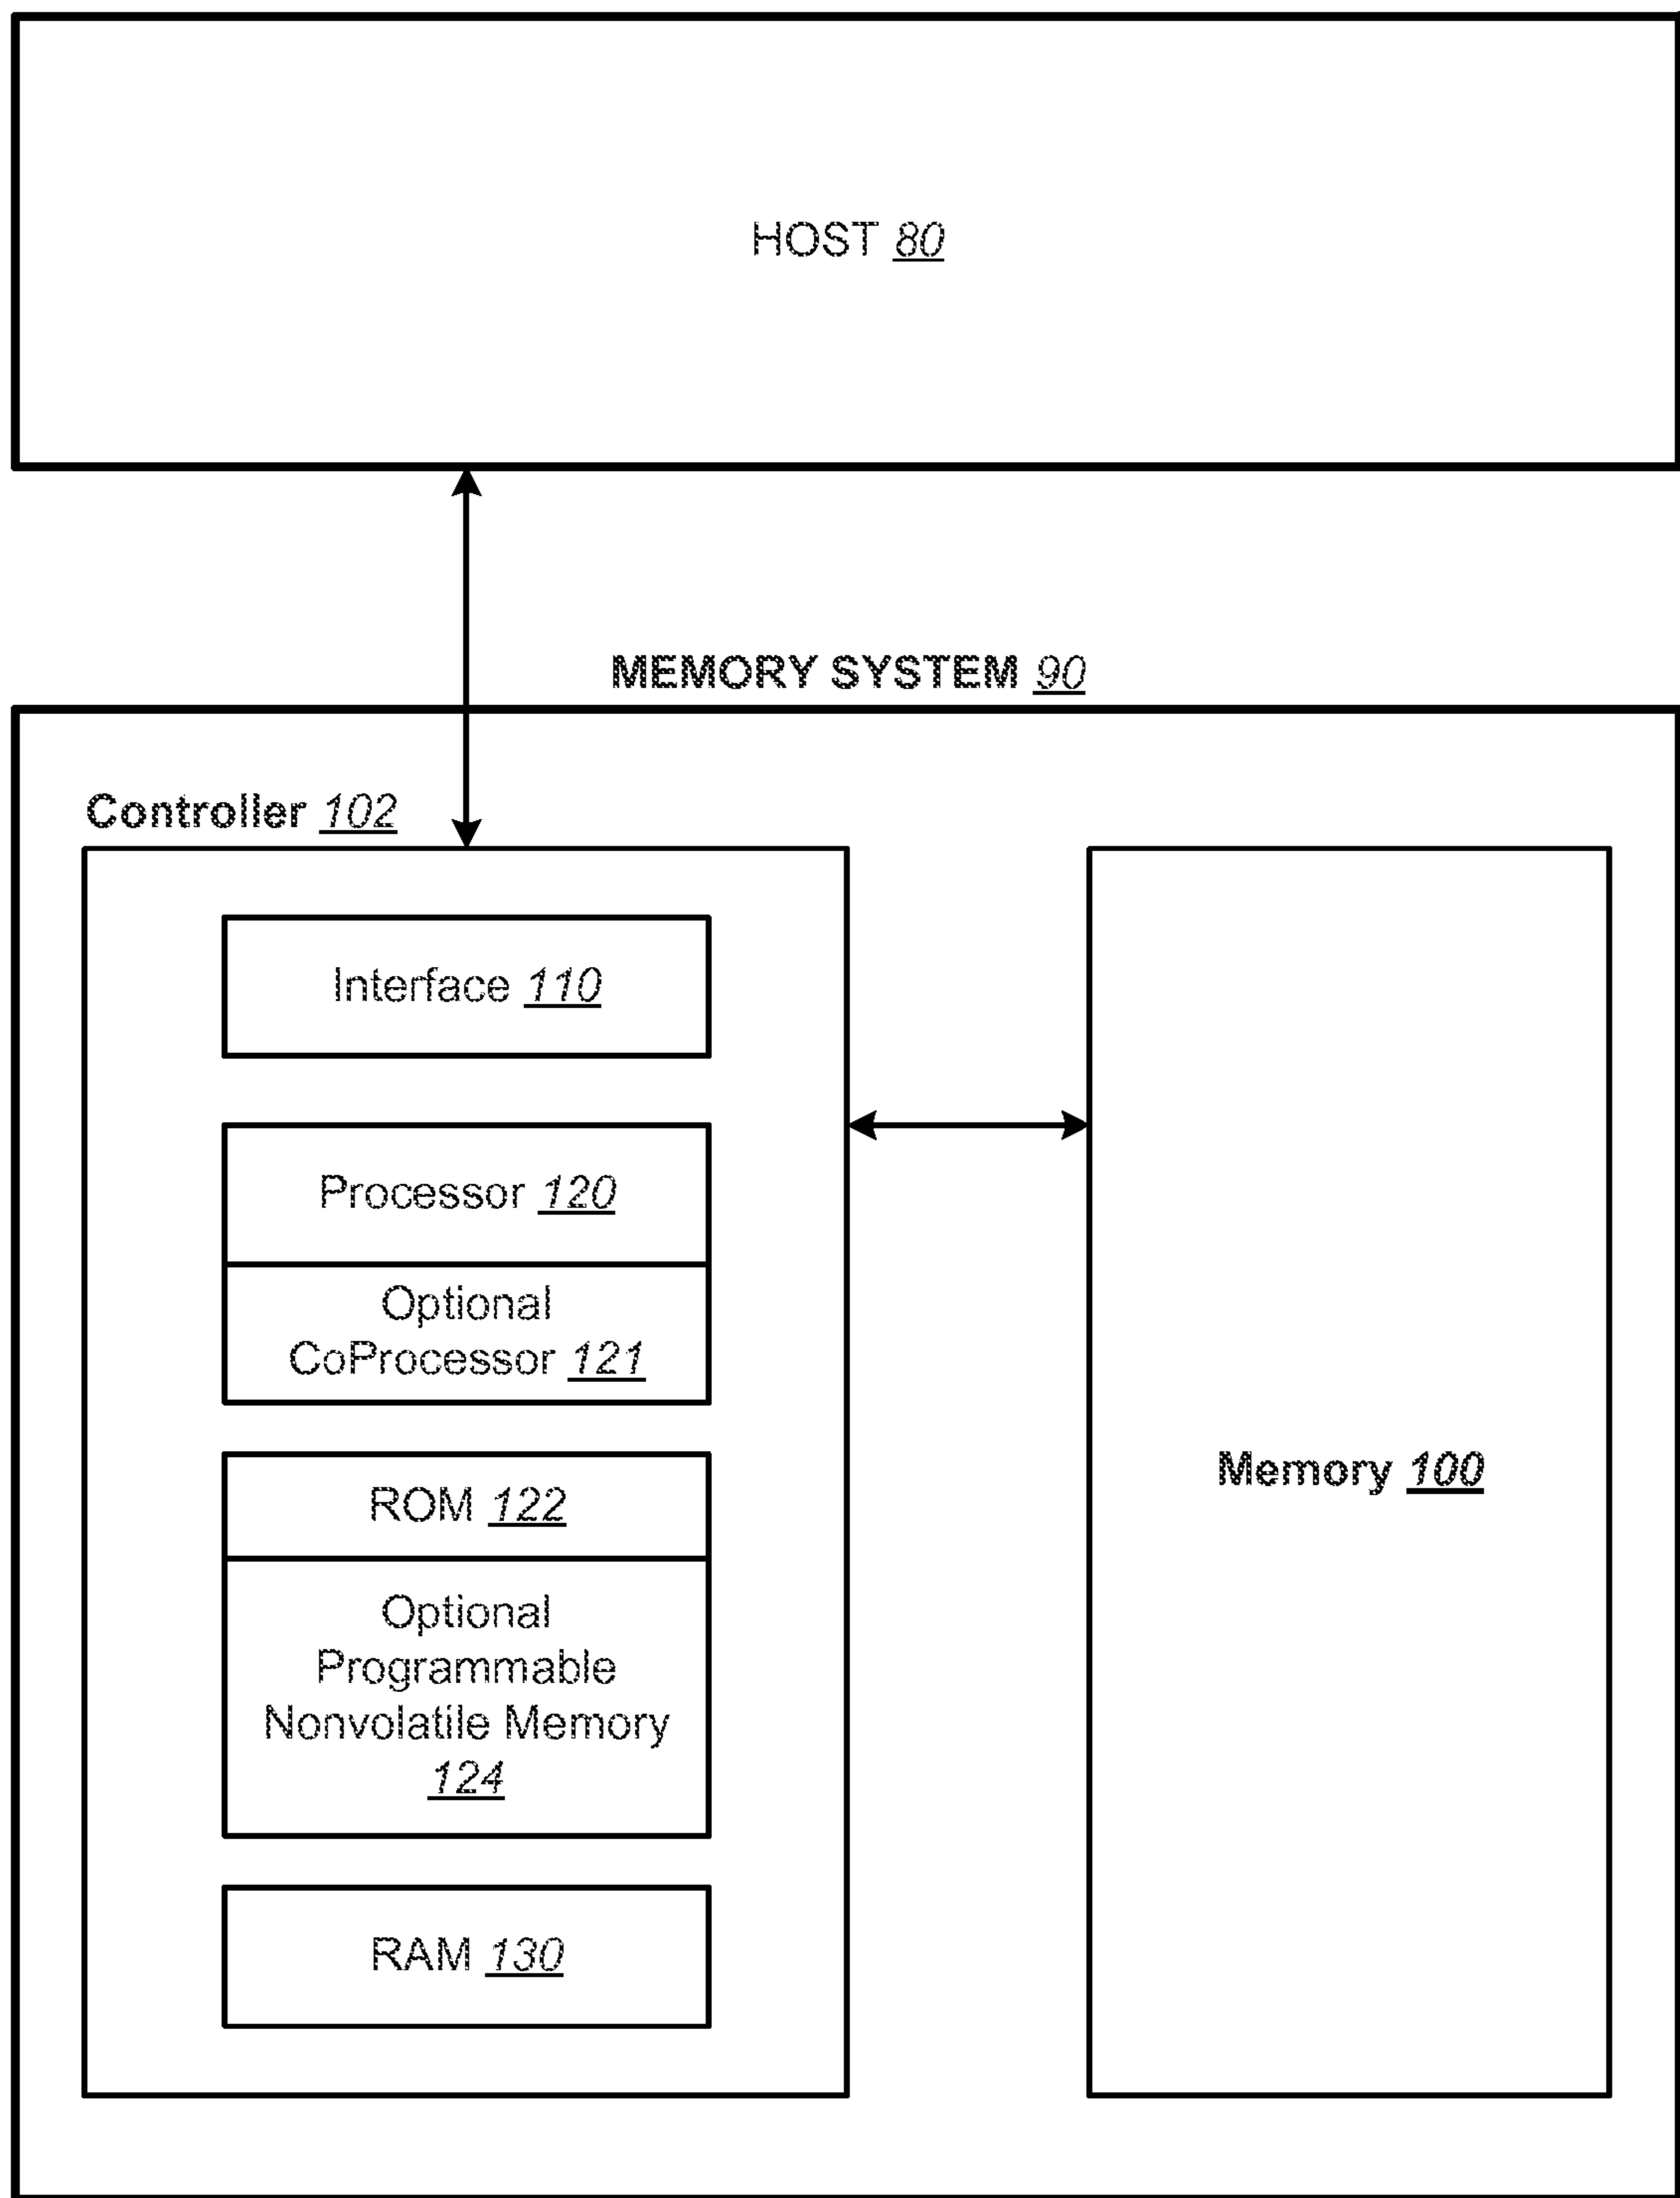 HOST 80
MEMORY SYSTEM 90
Controller 102
Interface 110
Processor 120
Optional
CoProcessor 121
ROM 122
Optional
Programmable
Nonvolatile Memory
124
RAM 130
Memory 100